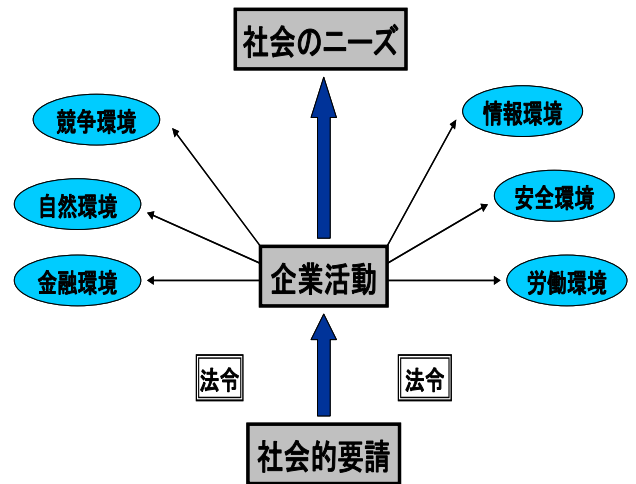 社会のニーズ
競争環境
情報環境
自然環境
安全環境
金融環境
企業活動
労働環境
法令
法令
社会的要請